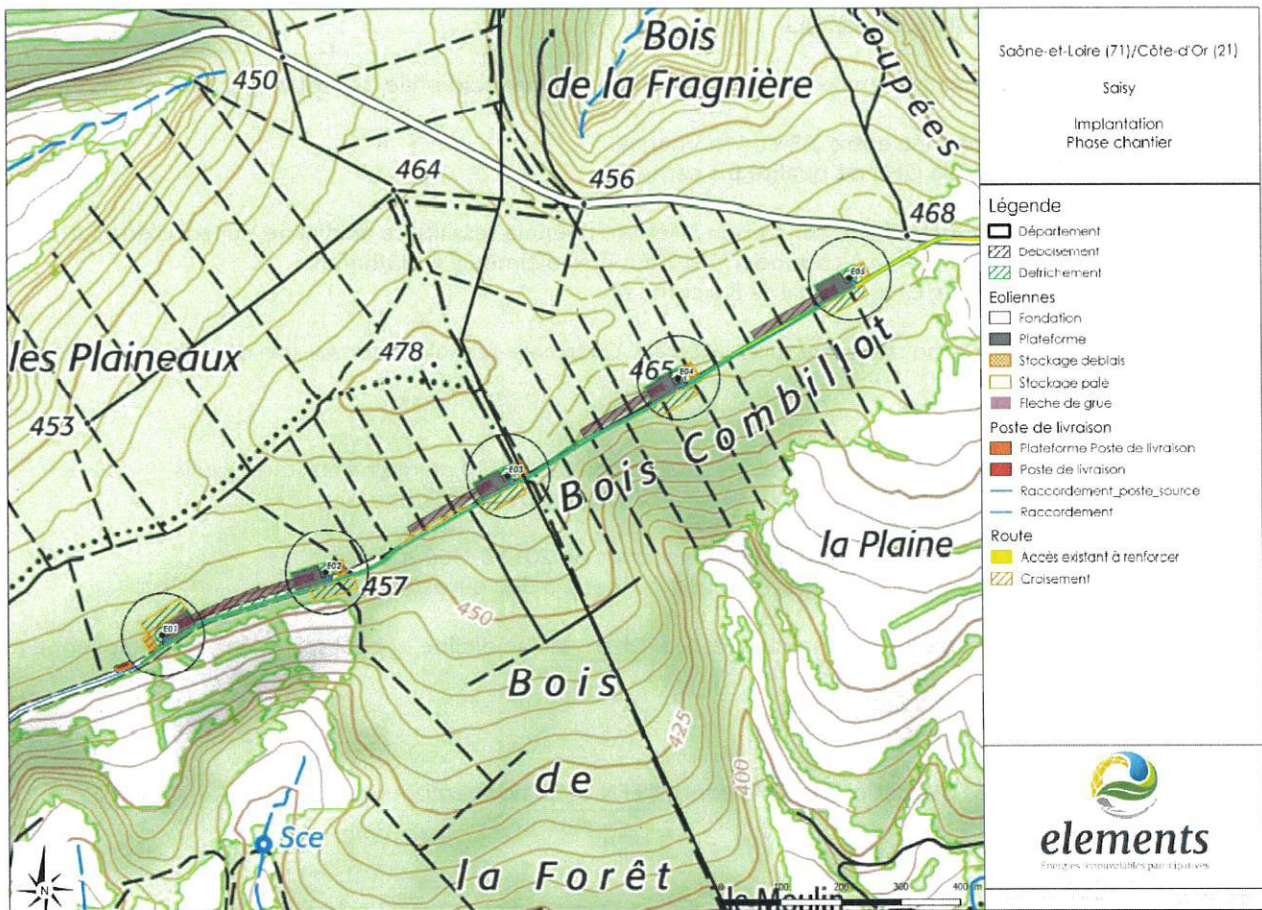 Bois
de la Fragnière
Coupées
450
464
456
468
les Plaineaux
478
465
453
E05
E04
E03
E02
E01
Bois Combillot
la Plaine
457
450
425
400
Bois
de
la Forêt
Sce
le Moulin
N
100
200
300
400 m
Saône-et-Loire (71)/Côte-d'Or (21)
Saisy
Implantation
Phase chantier
Légende
Département
Deboisement
Defrichement
Eoliennes
Fondation
Plateforme
Stockage deblais
Stockage pale
Fleche de grue
Poste de livraison
Plateforme Poste de livraison
Poste de livraison
Raccordement_poste_source
Raccordement
Route
Accès existant à renforcer
Croisement
elements
Énergies renouvelables participatives